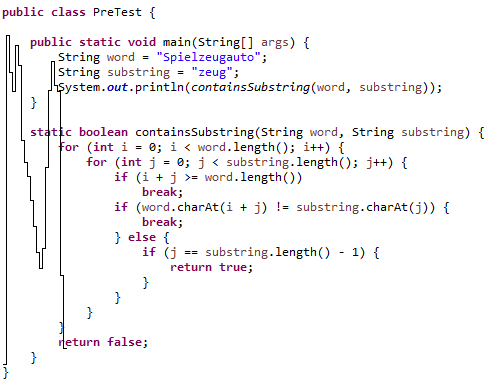 public class PreTest {
    public static void main(String[] args) {
        String word = "Spielzeugauto";
        String substring = "zeug";
        System.out.println(containsSubstring(word, substring));
    }
    static boolean containsSubstring(String word, String substring) {
        for (int i = 0; i < word.length(); i++) {
            for (int j = 0; j < substring.length(); j++) {
                if (i + j >= word.length())
                    break;
                if (word.charAt(i + j) != substring.charAt(j)) {
                    break;
                } else {
                    if (j == substring.length() - 1) {
                        return true;
                    }
                }
            }
        }
        return false;
    }
}